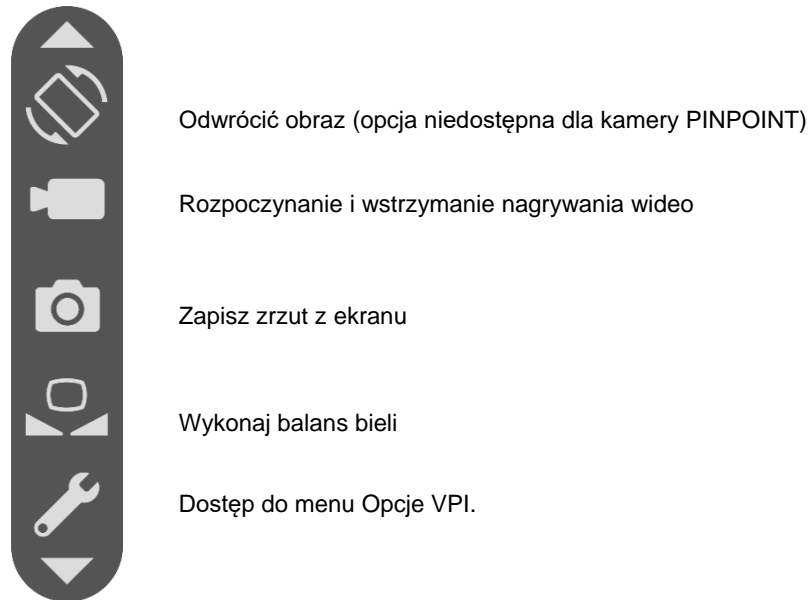 Odwrócić obraz (opcja niedostępna dla kamery PINPOINT)
Rozpoczynanie i wstrzymanie nagrywania wideo
Zapisz zrzut z ekranu
Wykonaj balans bieli
Dostęp do menu Opcje VPI.